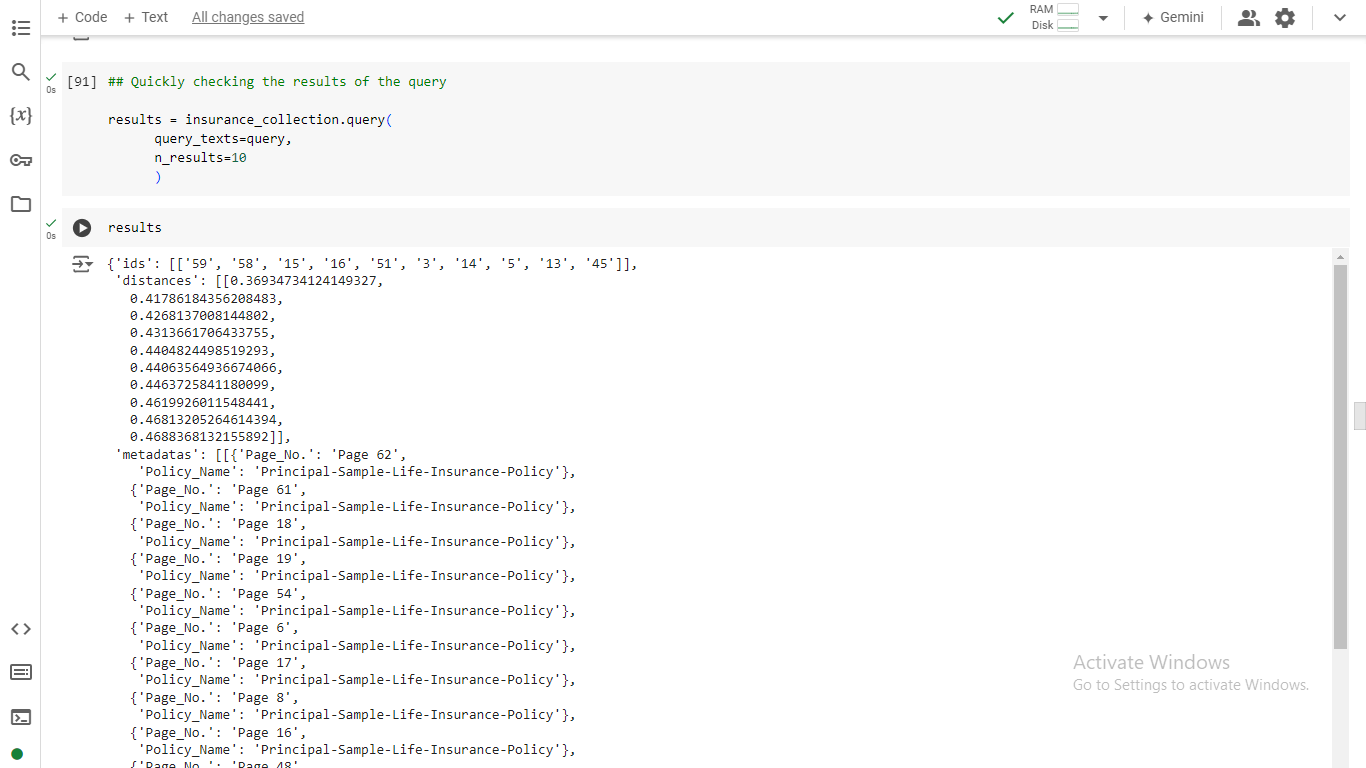 + Code + Text All changes saved RAM Disk Gemini
[91] ## Quickly checking the results of the query
results = insurance_collection.query(
query_texts=query,
n_results=10
)
0s
results
0s
{'ids': [['59', '58', '15', '16', '51', '3', '14', '5', '13', '45']],
'distances': [[0.36934734124149327,
0.41786184356208483,
0.4268137008144802,
0.4313661706433755,
0.4404824498519293,
0.44063564936674066,
0.4463725841180099,
0.4619926011548441,
0.46813205264614394,
0.4688368132155892]],
'metadatas': [[{'Page_No.': 'Page 62',
'Policy_Name': 'Principal-Sample-Life-Insurance-Policy'},
{'Page_No.': 'Page 61',
'Policy_Name': 'Principal-Sample-Life-Insurance-Policy'},
{'Page_No.': 'Page 18',
'Policy_Name': 'Principal-Sample-Life-Insurance-Policy'},
{'Page_No.': 'Page 19',
'Policy_Name': 'Principal-Sample-Life-Insurance-Policy'},
{'Page_No.': 'Page 54',
'Policy_Name': 'Principal-Sample-Life-Insurance-Policy'},
{'Page_No.': 'Page 6',
'Policy_Name': 'Principal-Sample-Life-Insurance-Policy'},
{'Page_No.': 'Page 17',
'Policy_Name': 'Principal-Sample-Life-Insurance-Policy'},
{'Page_No.': 'Page 8',
'Policy_Name': 'Principal-Sample-Life-Insurance-Policy'},
{'Page_No.': 'Page 16',
'Policy_Name': 'Principal-Sample-Life-Insurance-Policy'},
{'Page_No.': 'Page 48',
Activate Windows
Go to Settings to activate Windows.